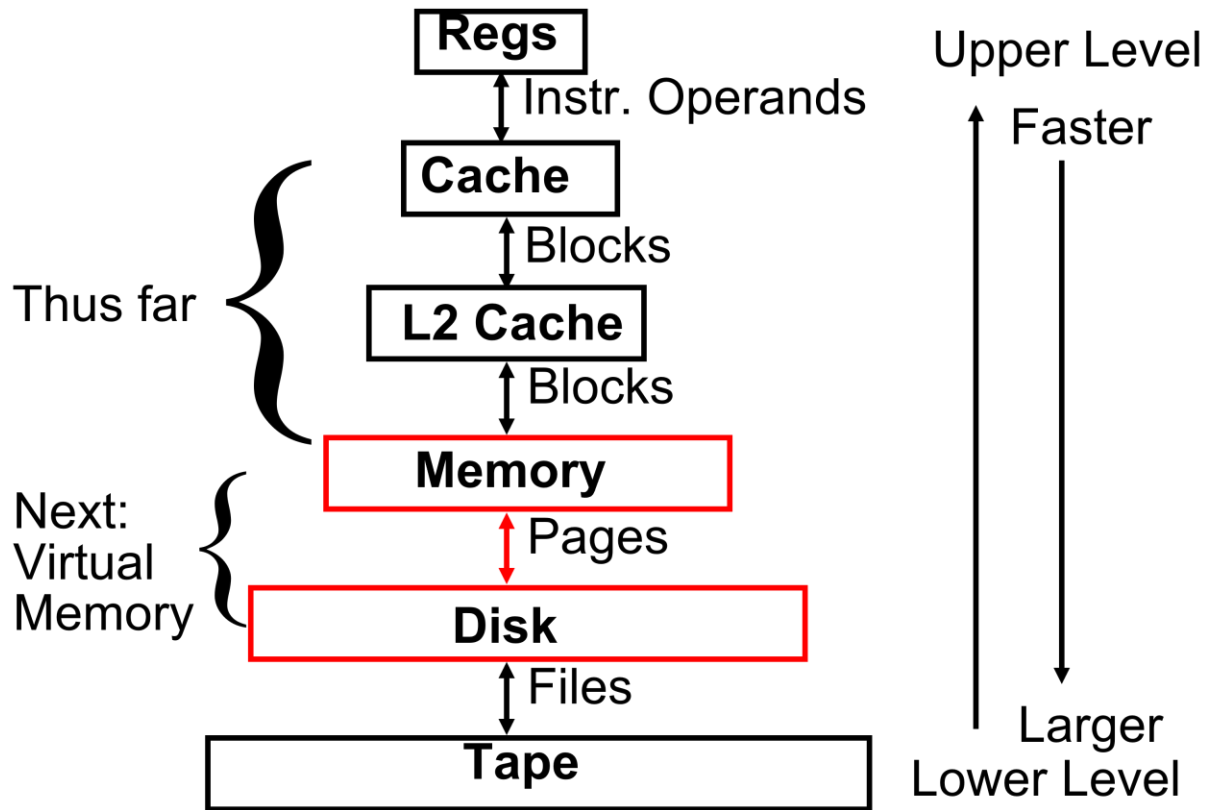 Regs
Upper Level
Instr. Operands
Faster
Cache
Blocks
Thus far
L2 Cache
Blocks
Memory
Next:
Virtual
Memory
Pages
Disk
Files
Larger
Tape
Lower Level